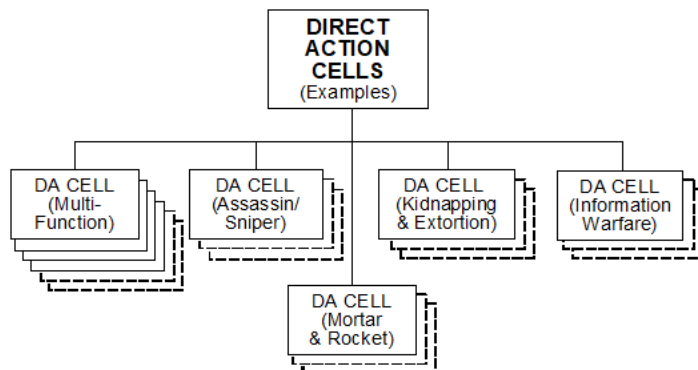 DIRECT
ACTION
CELLS
(Examples)
DA CELL
(Multi-
Function)
DA CELL
(Assassin/
Sniper)
DA CELL
(Kidnapping
& Extortion)
DA CELL
(Information
Warfare)
DA CELL
(Mortar
& Rocket)